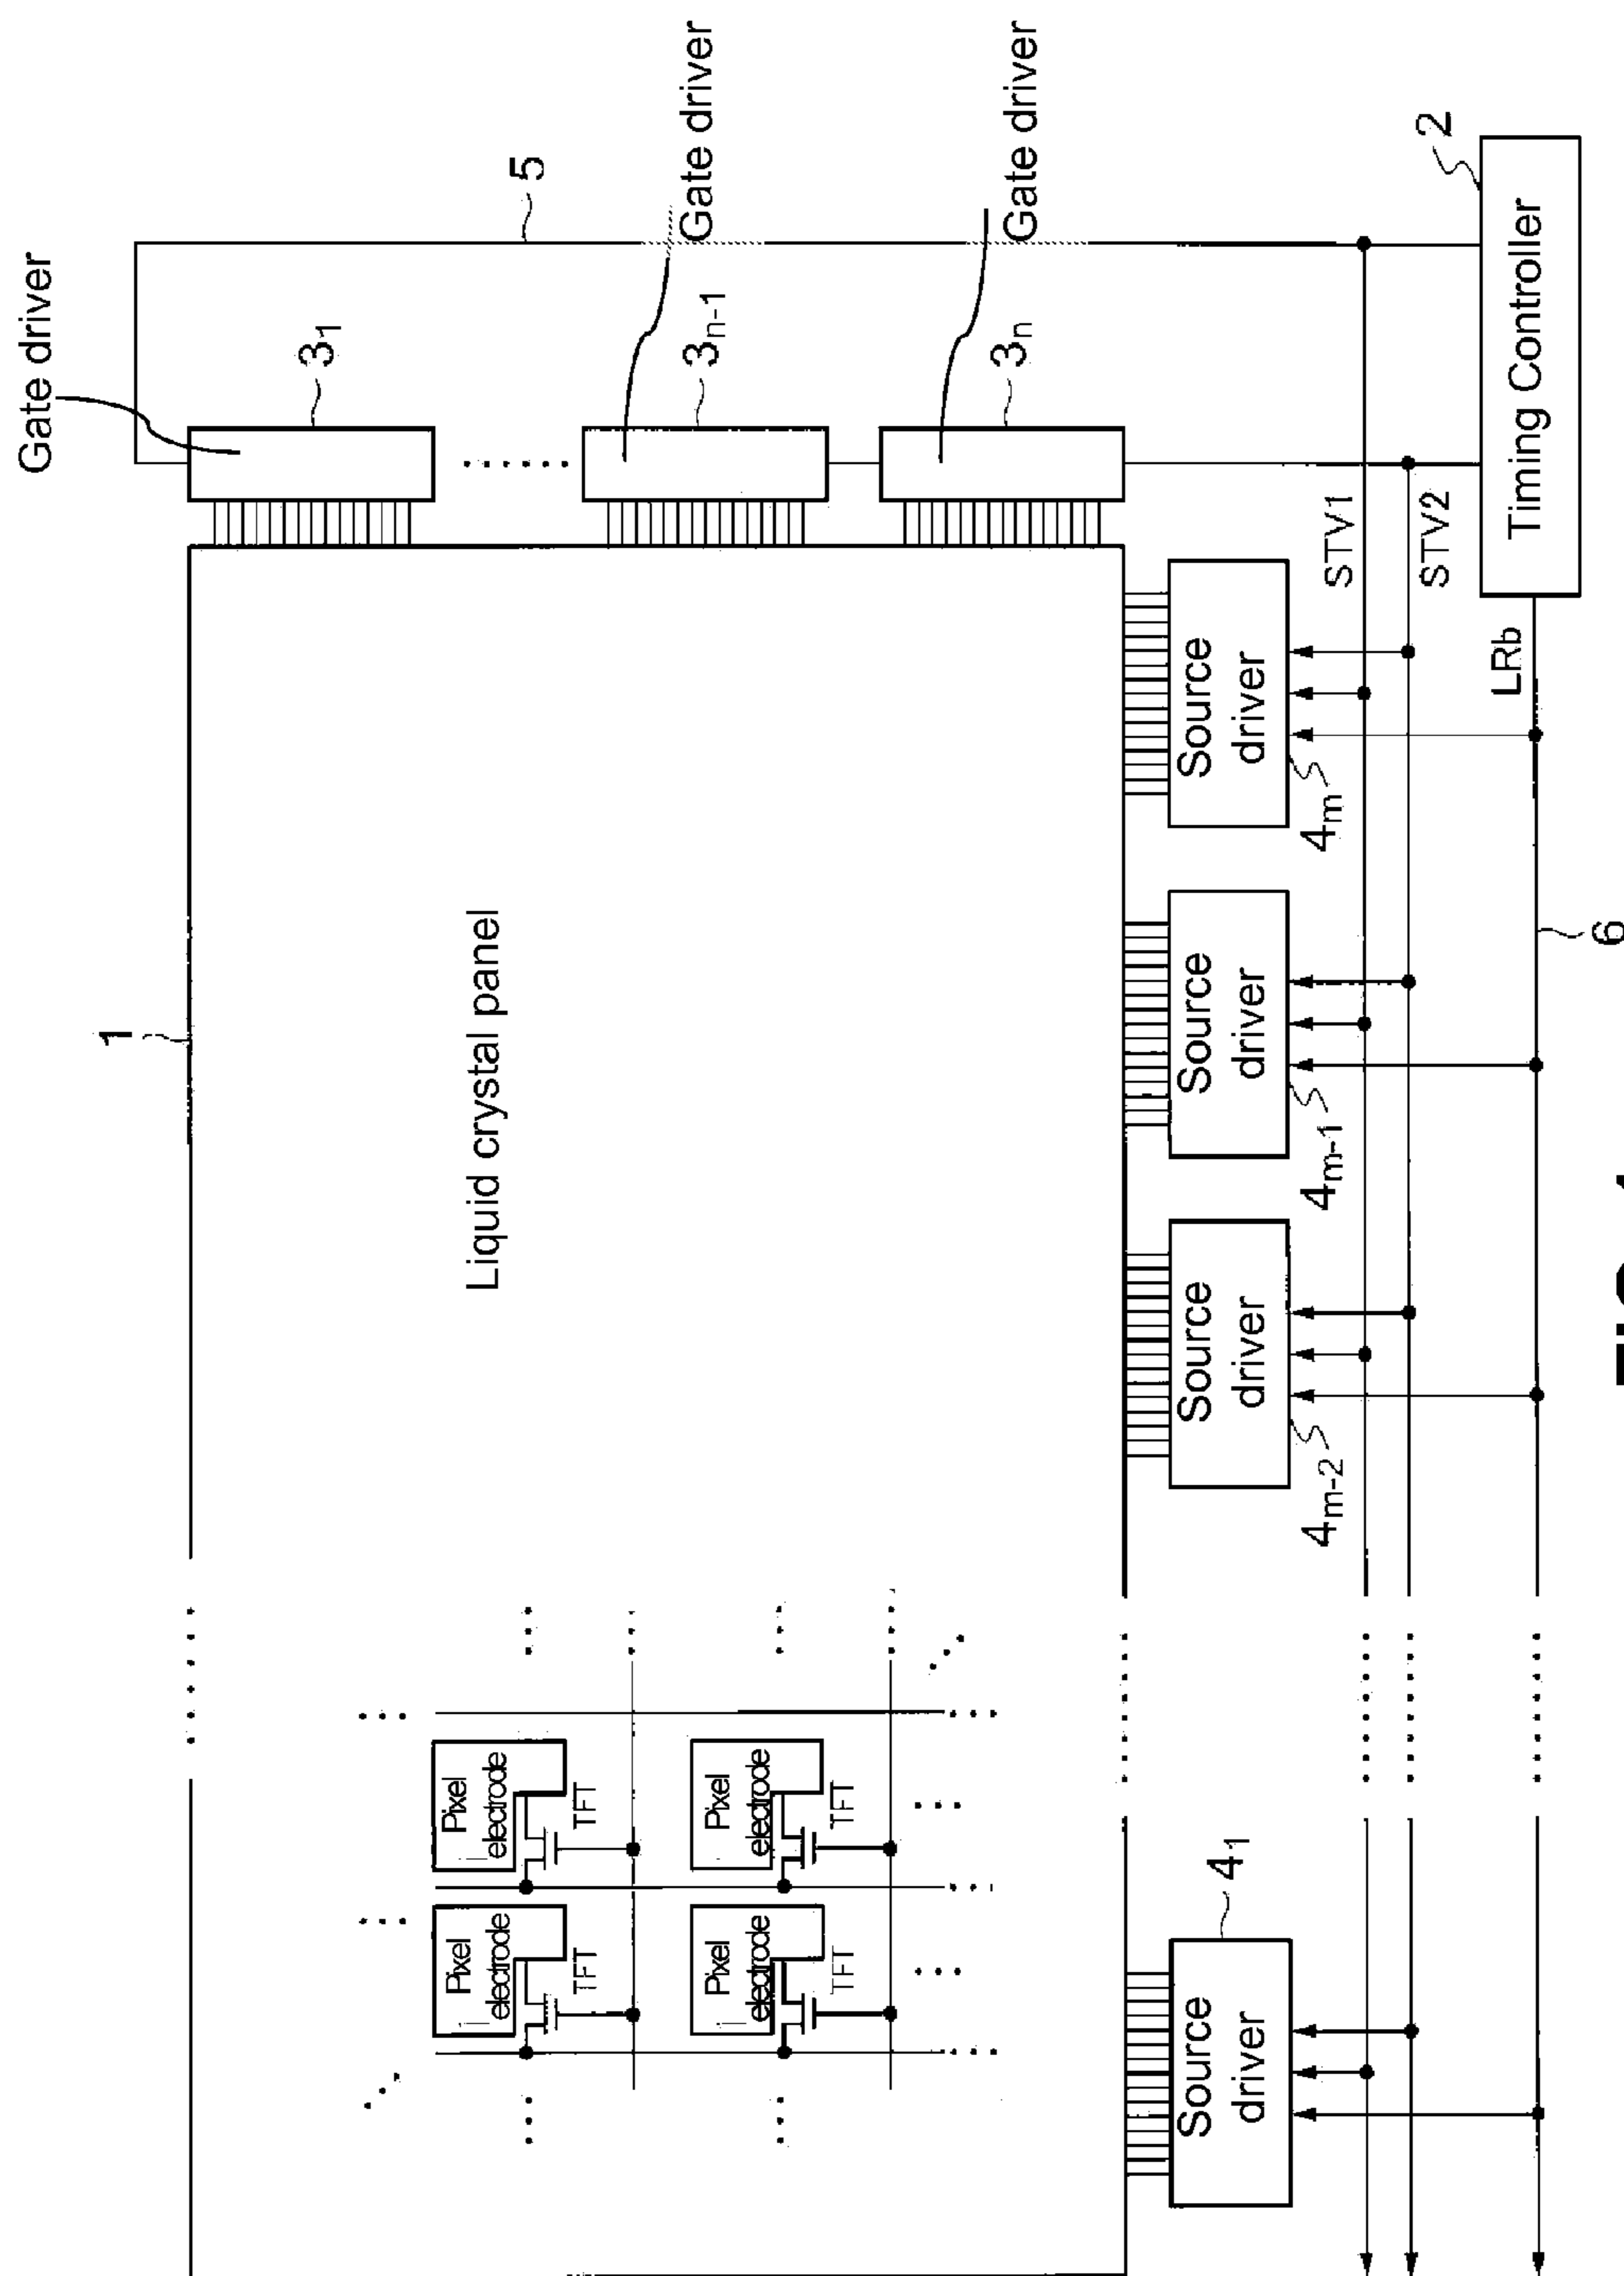 Gate driver
3₁
5
Gate driver
3ₙ₋₁
Gate driver
3ₙ
2
Timing Controller
1
Liquid crystal panel
Pixel
electrode
TFT
Pixel
electrode
TFT
Pixel
electrode
TFT
Pixel
electrode
TFT
Source
driver
4₁
Source
driver
4m-2
Source
driver
4m-1
Source
driver
4m
STV1
STV2
LRb
6